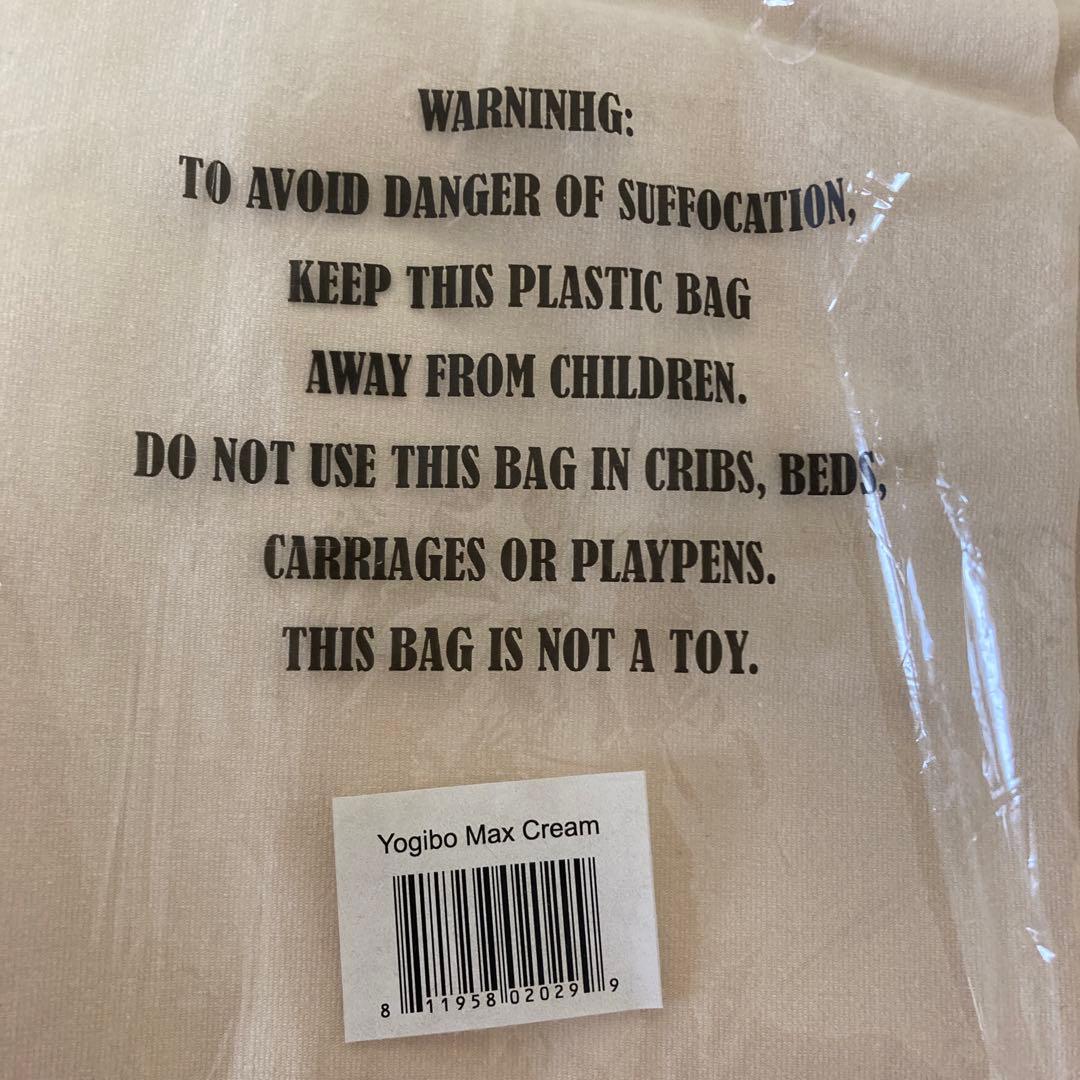 WARNINHG:
TO AVOID DANGER OF SUFFOCATION,
KEEP THIS PLASTIC BAG
AWAY FROM CHILDREN.
DO NOT USE THIS BAG IN CRIBS, BEDS,
CARRIAGES OR PLAYPENS.
THIS BAG IS NOT A TOY.
Yogibo Max Cream
8 11958 02029 9